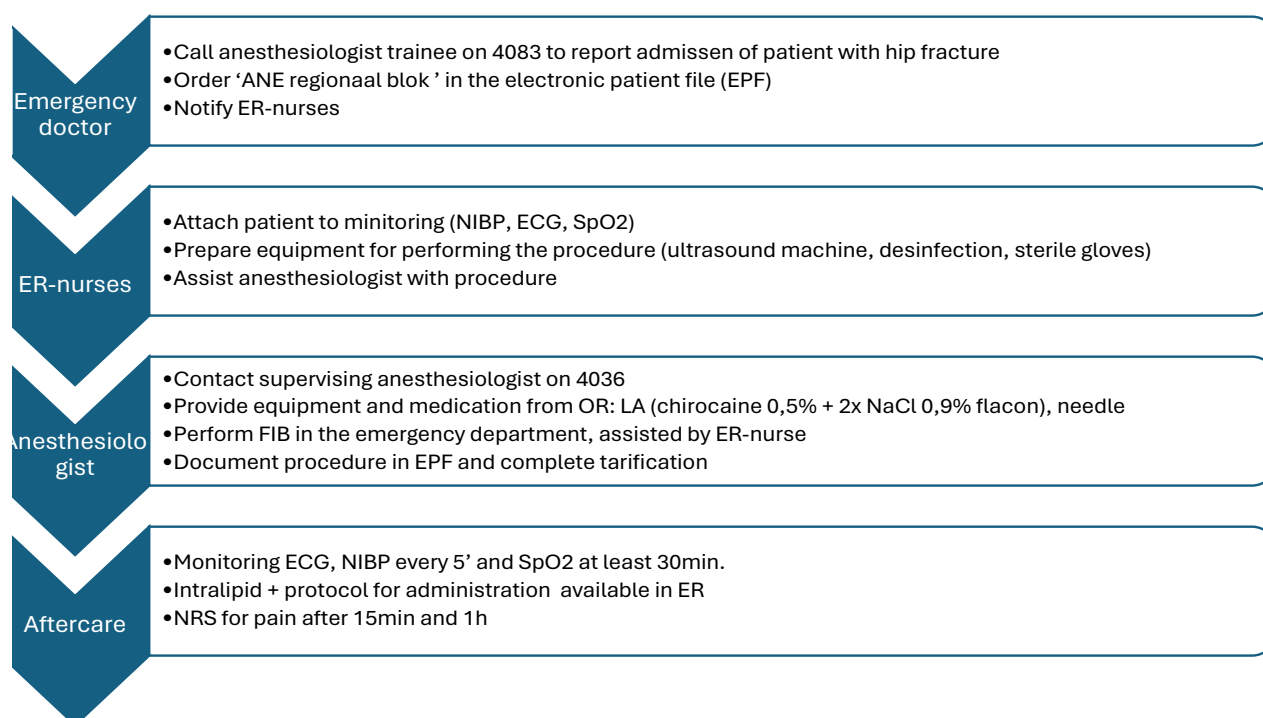 Emergency
doctor
•Call anesthesiologist trainee on 4083 to report admissen of patient with hip fracture
•Order ‘ANE regionaal blok ’ in the electronic patient file (EPF)
•Notify ER-nurses
ER-nurses
•Attach patient to minitoring (NIBP, ECG, SpO2)
•Prepare equipment for performing the procedure (ultrasound machine, desinfection, sterile gloves)
•Assist anesthesiologist with procedure
Anesthesiolo
gist
•Contact supervising anesthesiologist on 4036
•Provide equipment and medication from OR: LA (chirocaine 0,5% + 2x NaCl 0,9% flacon), needle
•Perform FIB in the emergency department, assisted by ER-nurse
•Document procedure in EPF and complete tarification
Aftercare
•Monitoring ECG, NIBP every 5’ and SpO2 at least 30min.
•Intralipid + protocol for administration available in ER
•NRS for pain after 15min and 1h